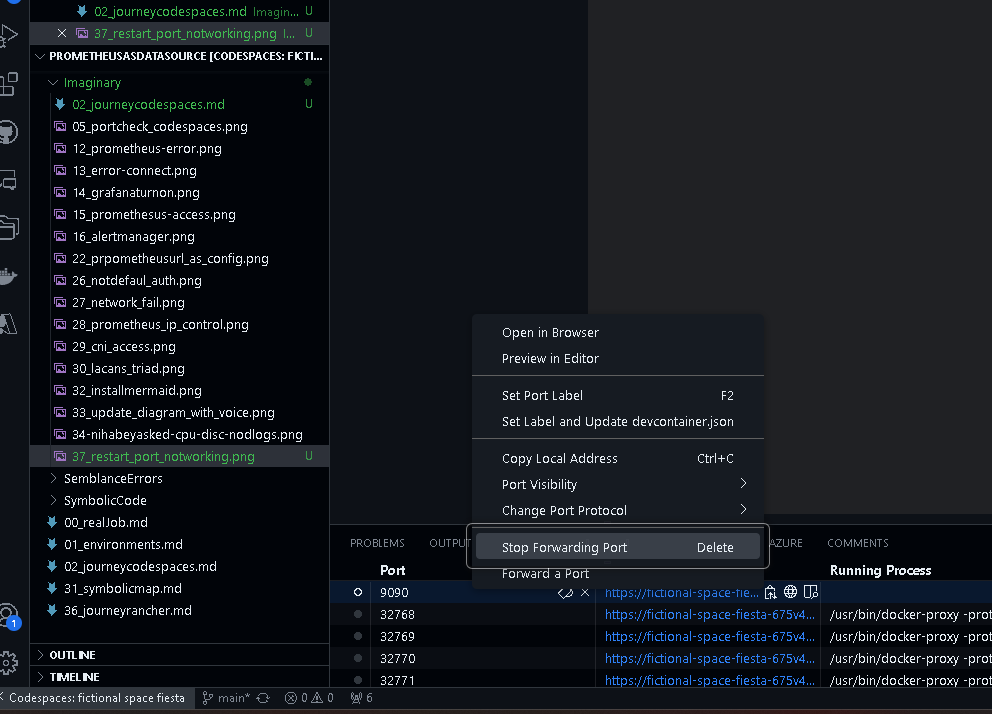 02_journeycodespaces.md Imagin... U
37_restart_port_notworking.png I... U
PROMETHEUSASDATASOURCE [CODESPACES: FICTI...
Imaginary
02_journeycodespaces.md U
05_portcheck_codespaces.png
12_prometheus-error.png
13_error-connect.png
14_grafanaturnon.png
15_promethesus-access.png
16_alertmanager.png
22_prpometheusurl_as_config.png
26_notdefaul_auth.png
27_network_fail.png
28_prometheus_ip_control.png
29_cni_access.png
30_lacans_triad.png
32_installmermaid.png
33_update_diagram_with_voice.png
34-nihabeyasked-cpu-disc-nodlogs.png
37_restart_port_notworking.png U
SemblanceErrors
SymbolicCode
00_realJob.md
01_environments.md
02_journeycodespaces.md
31_symbolicmap.md
36_journeyrancher.md
OUTLINE
TIMELINE
Open in Browser
Preview in Editor
Set Port Label F2
Set Label and Update devcontainer.json
Copy Local Address Ctrl+C
Port Visibility
Change Port Protocol
Stop Forwarding Port Delete
Forward a Port
PROBLEMS OUTPUT AZURE COMMENTS
Port Running Process
9090 https://fictional-space-fie...
32768 https://fictional-space-fiesta-675v4... /usr/bin/docker-proxy -prot
32769 https://fictional-space-fiesta-675v4... /usr/bin/docker-proxy -prot
32770 https://fictional-space-fiesta-675v4... /usr/bin/docker-proxy -prot
32771 https://fictional-space-fiesta-675v4... /usr/bin/docker-proxy -prot
1
Codespaces: fictional space fiesta main* 0 0 6